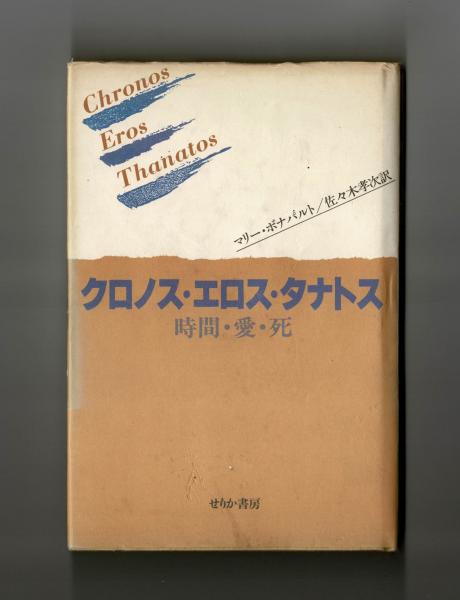 Chronos
Eros
Thanatos
マリー・ボナパルト/佐々木孝次訳
クロノス・エロス・タナトス
時間・愛・死
せりか書房